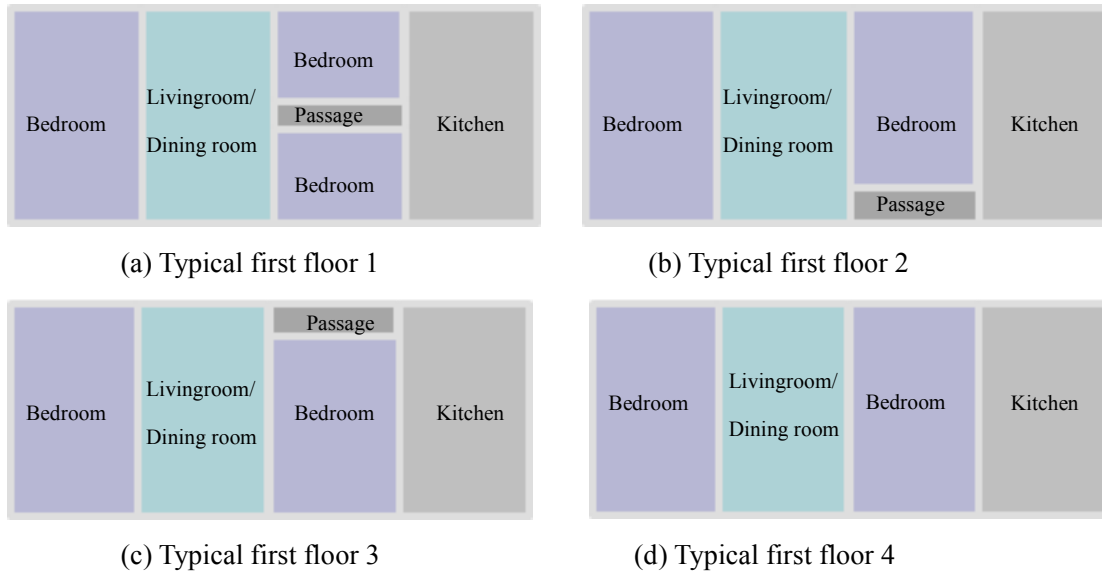 Bedroom
Livingroom/
Dining room
Bedroom
Passage
Bedroom
Kitchen
(a) Typical first floor 1
Bedroom
Livingroom/
Dining room
Bedroom
Passage
Kitchen
(b) Typical first floor 2
Bedroom
Livingroom/
Dining room
Passage
Bedroom
Kitchen
(c) Typical first floor 3
Bedroom
Livingroom/
Dining room
Bedroom
Kitchen
(d) Typical first floor 4